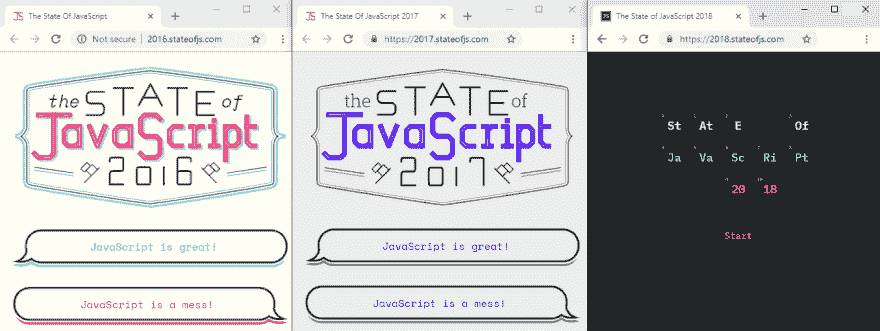 The State Of JavaScript
Not secure | 2016.stateofjs.com
the STATE of
JavaScript
2016
JavaScript is great!
JavaScript is a mess!
The State Of JavaScript 2017
https://2017.stateofjs.com
the STATE of
JavaScript
2017
JavaScript is great!
JavaScript is a mess!
JS The State of JavaScript 2018
https://2018.stateofjs.com
St At E Of
Ja Va Sc Ri Pt
20 18
Start